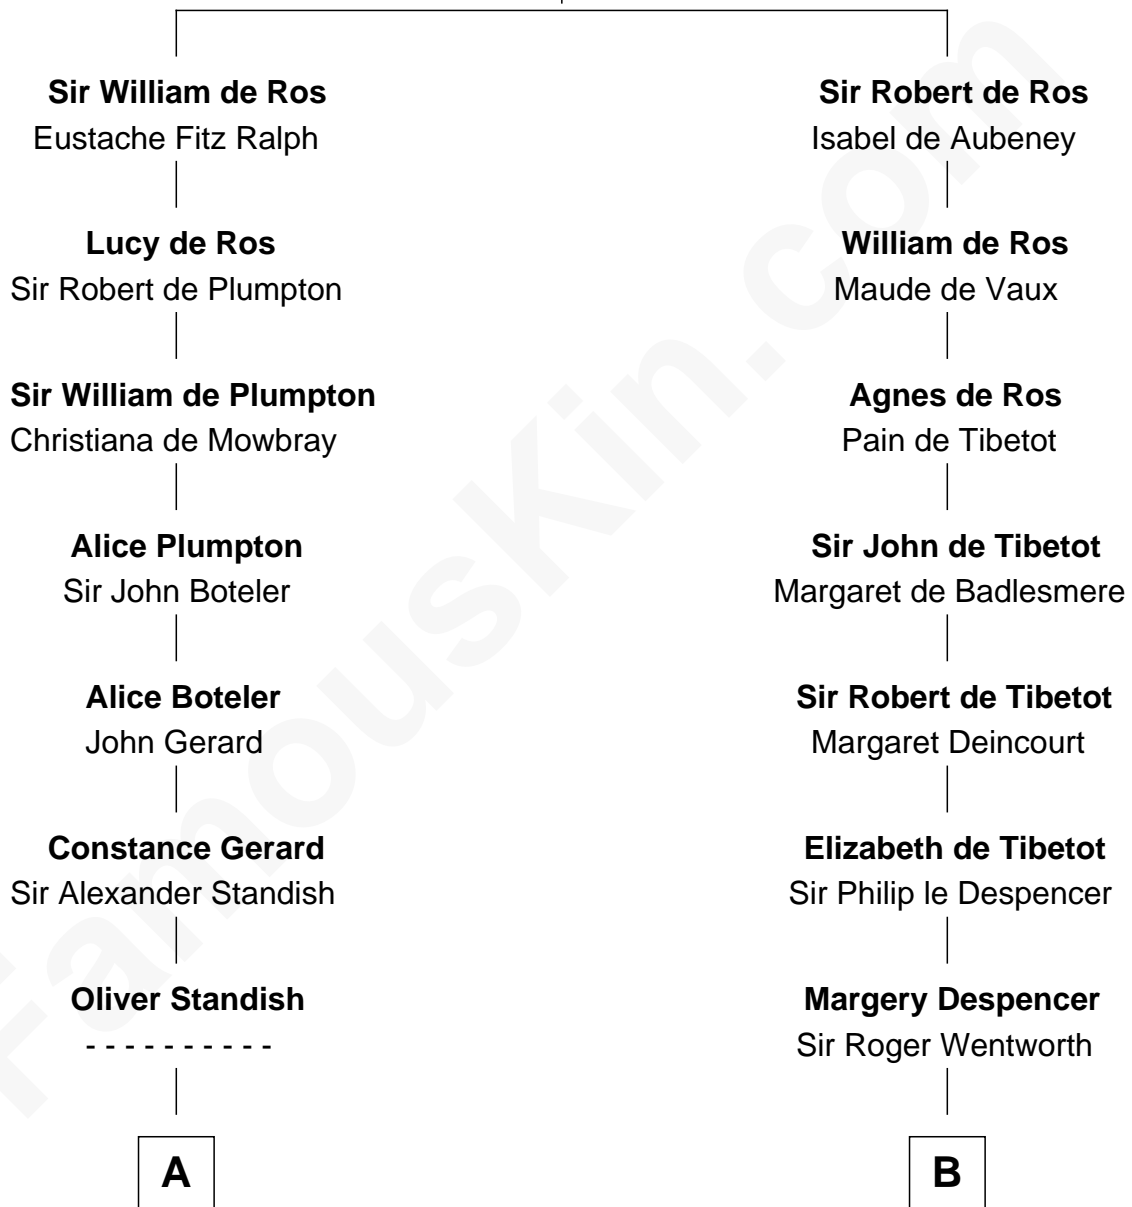 Sir William de Ros
Eustache Fitz Ralph
Lucy de Ros
Sir Robert de Plumpton
Sir William de Plumpton
Christiana de Mowbray
Alice Plumpton
Sir John Boteler
Alice Boteler
John Gerard
Constance Gerard
Sir Alexander Standish
Oliver Standish
- - - - - - - - - -
A
Sir Robert de Ros
Isabel de Aubeney
William de Ros
Maude de Vaux
Agnes de Ros
Pain de Tibetot
Sir John de Tibetot
Margaret de Badlesmere
Sir Robert de Tibetot
Margaret Deincourt
Elizabeth de Tibetot
Sir Philip le Despencer
Margery Despencer
Sir Roger Wentworth
B
FamousKin.com